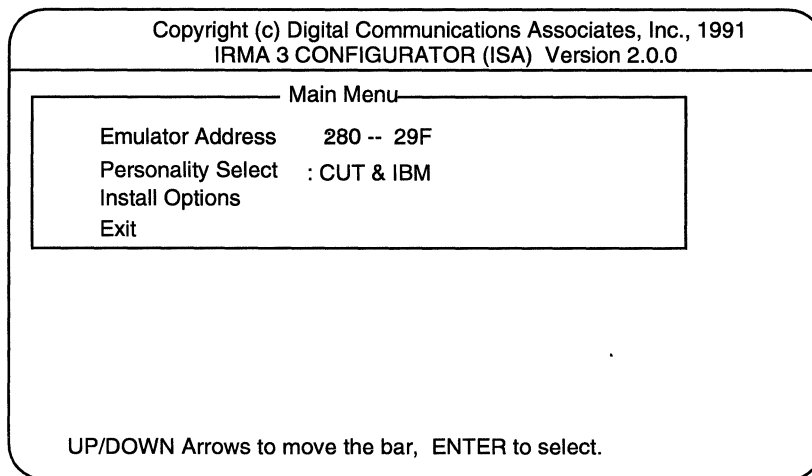 Copyright (c) Digital Communications Associates, Inc., 1991
IRMA 3 CONFIGURATOR (ISA) Version 2.0.0
Main Menu
Emulator Address 280 -- 29F
Personality Select : CUT & IBM
Install Options
Exit
UP/DOWN Arrows to move the bar, ENTER to select.